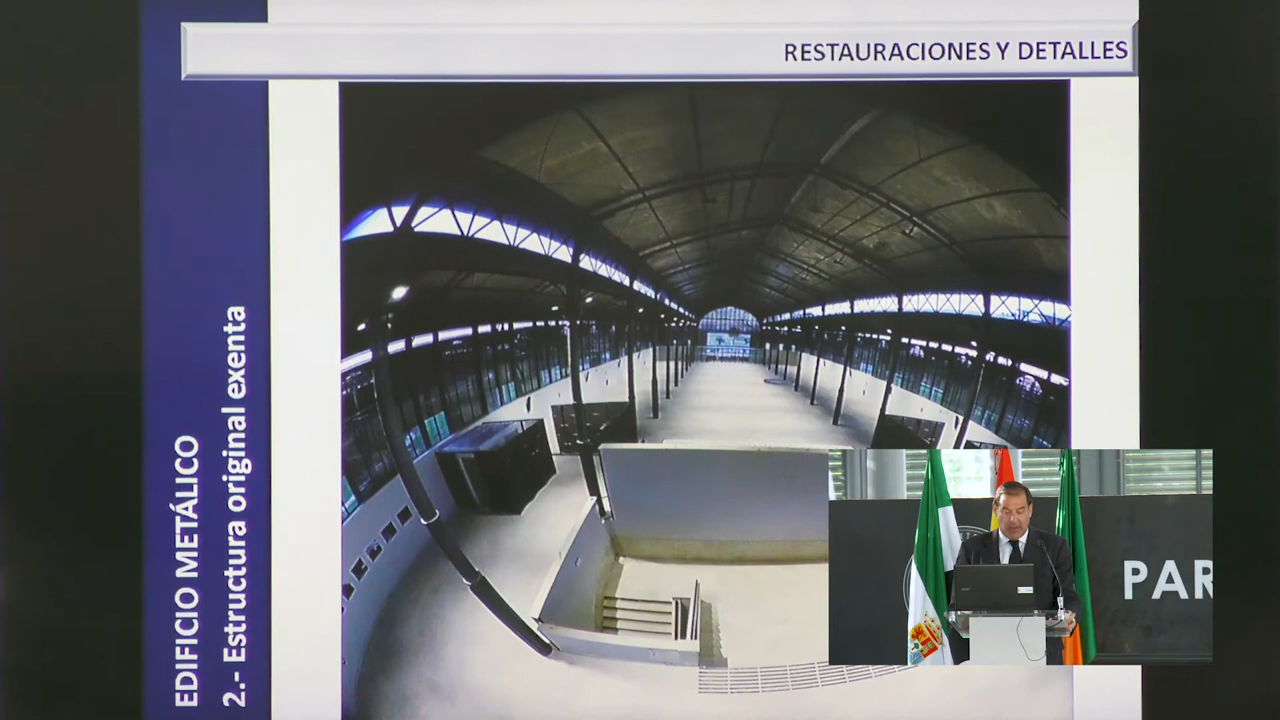 RESTAURACIONES Y DETALLES
EDIFICIO METÁLICO
2.- Estructura original exenta
PAR